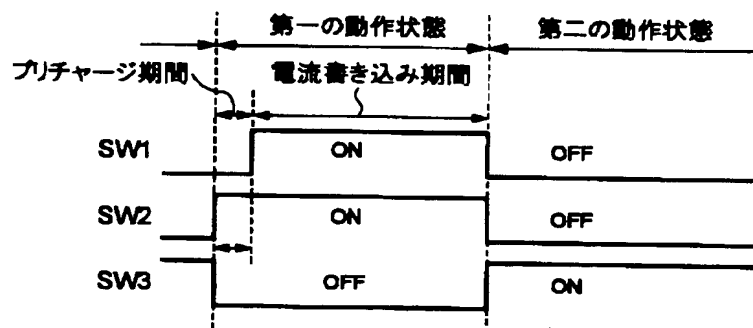 第一の動作状態 第二の動作状態
プリチャージ期間 電流書き込み期間
SW1 ON OFF
SW2 ON OFF
SW3 OFF ON